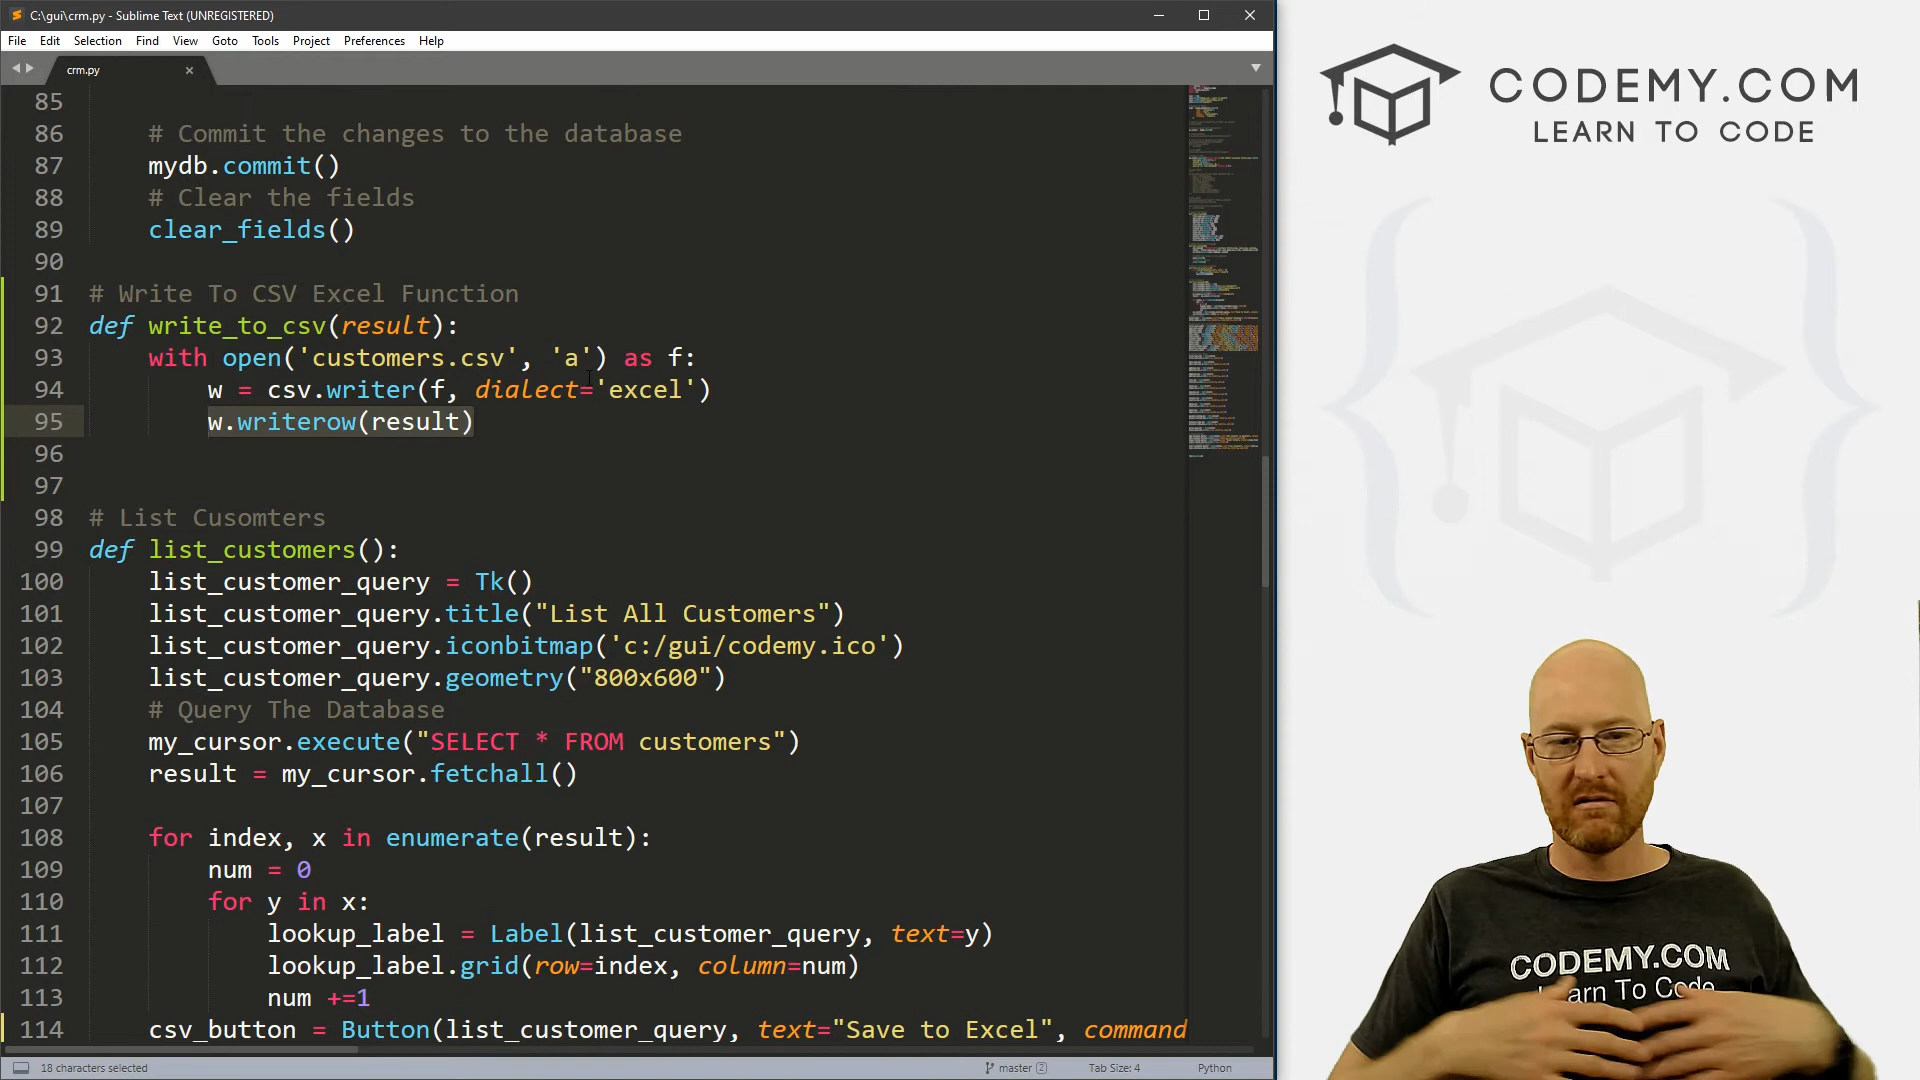 C:\gui\crm.py - Sublime Text (UNREGISTERED)
File Edit Selection Find View Goto Tools Project Preferences Help
crm.py
85
86 # Commit the changes to the database
87 mydb.commit()
88 # Clear the fields
89 clear_fields()
90
91 # Write To CSV Excel Function
92 def write_to_csv(result):
93 with open('customers.csv', 'a') as f:
94 w = csv.writer(f, dialect='excel')
95 w.writerow(result)
96
97
98 # List Cusomters
99 def list_customers():
100 list_customer_query = Tk()
101 list_customer_query.title("List All Customers")
102 list_customer_query.iconbitmap('c:/gui/codemy.ico')
103 list_customer_query.geometry("800x600")
104 # Query The Database
105 my_cursor.execute("SELECT * FROM customers")
106 result = my_cursor.fetchall()
107
108 for index, x in enumerate(result):
109 num = 0
110 for y in x:
111 lookup_label = Label(list_customer_query, text=y)
112 lookup_label.grid(row=index, column=num)
113 num +=1
114 csv_button = Button(list_customer_query, text="Save to Excel", command
18 characters selected
master 2
Tab Size: 4
Python
CODEMY.COM
LEARN TO CODE
CODEMY.COM
Learn To Code